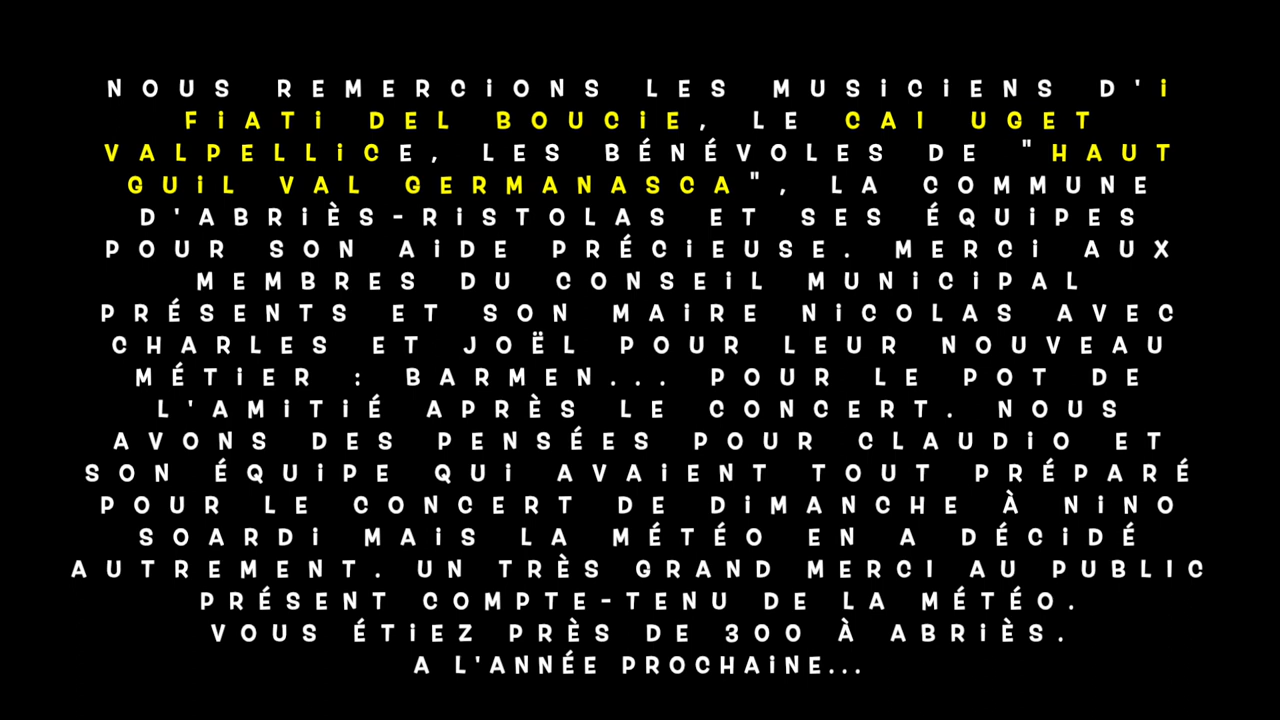 NOUS REMERCIONS LES MUSICIENS D'I
FIATI DEL BOUCIE, LE CAI UGET
VALPELLICE, LES BÉNÉVOLES DE "HAUT
GUIL VAL GERMANASCA", LA COMMUNE
D'ABRIÈS-RISTOLAS ET SES ÉQUIPES
POUR SON AIDE PRÉCIEUSE. MERCI AUX
MEMBRES DU CONSEIL MUNICIPAL
PRÉSENTS ET SON MAIRE NICOLAS AVEC
CHARLES ET JOËL POUR LEUR NOUVEAU
MÉTIER : BARMEN... POUR LE POT DE
L'AMITIÉ APRÈS LE CONCERT. NOUS
AVONS DES PENSÉES POUR CLAUDIO ET
SON ÉQUIPE QUI AVAIENT TOUT PRÉPARÉ
POUR LE CONCERT DE DIMANCHE À NINO
SOARDI MAIS LA MÉTÉO EN A DÉCIDÉ
AUTREMENT. UN TRÈS GRAND MERCI AU PUBLIC
PRÉSENT COMPTE-TENU DE LA MÉTÉO.
VOUS ÉTIEZ PRÈS DE 300 À ABRIÈS.
A L'ANNÉE PROCHAINE...